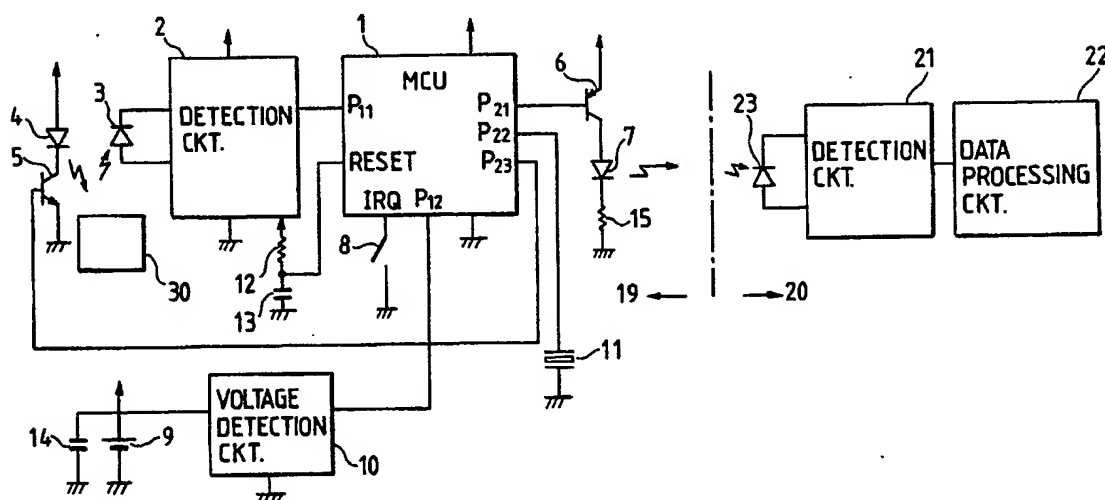 1
2
6
21
22
MCU
4
3
23
DETECTION
CKT.
P11
P21
P22
P23
7
DETECTION
CKT.
DATA
PROCESSING
CKT.
5
RESET
IRQ P12
15
8
12
30
13
19
20
11
VOLTAGE
DETECTION
CKT.
14
9
10